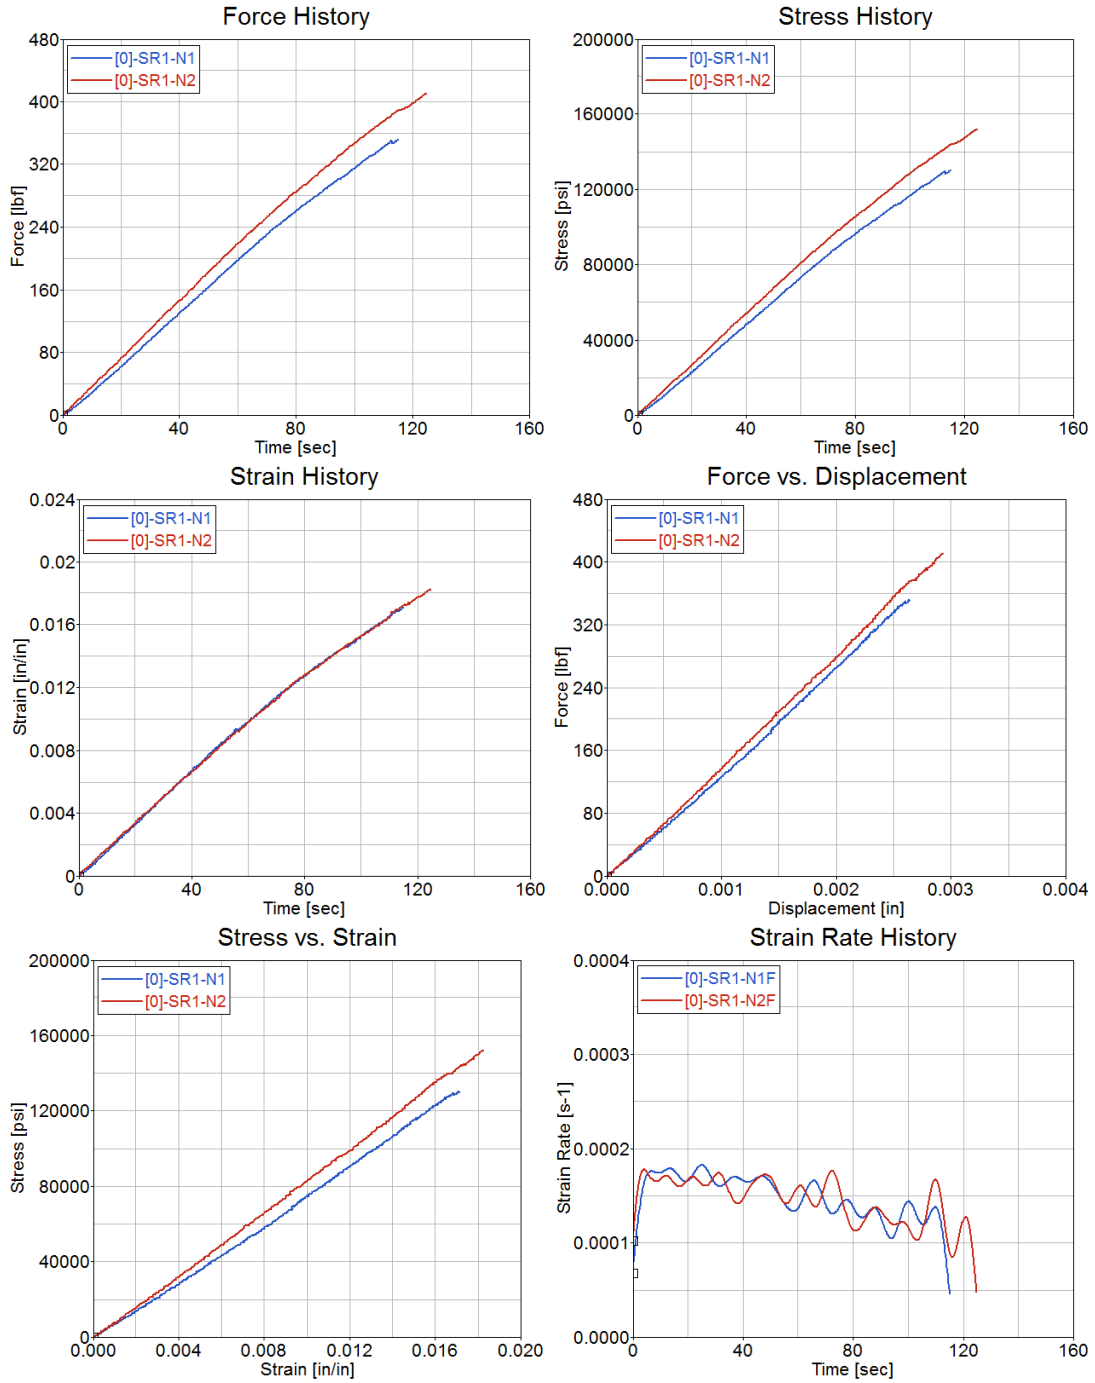 Force History
Stress History
480
400
320
240
160
80
0
Force [lbf]
[0]-SR1-N1
[0]-SR1-N2
0 40 80 120 160
Time [sec]
200000
160000
120000
80000
40000
0
Stress [psi]
[0]-SR1-N1
[0]-SR1-N2
0 40 80 120 160
Time [sec]
Strain History
Force vs. Displacement
0.024
0.02
0.016
0.012
0.008
0.004
0
Strain [in/in]
[0]-SR1-N1
[0]-SR1-N2
0 40 80 120 160
Time [sec]
480
400
320
240
160
80
0
Force [lbf]
[0]-SR1-N1
[0]-SR1-N2
0.000 0.001 0.002 0.003 0.004
Displacement [in]
Stress vs. Strain
Strain Rate History
200000
160000
120000
80000
40000
0
Stress [psi]
[0]-SR1-N1
[0]-SR1-N2
0.000 0.004 0.008 0.012 0.016 0.020
Strain [in/in]
0.0004
0.0003
0.0002
0.0001
0.0000
Strain Rate [s-1]
[0]-SR1-N1F
[0]-SR1-N2F
0 40 80 120 160
Time [sec]